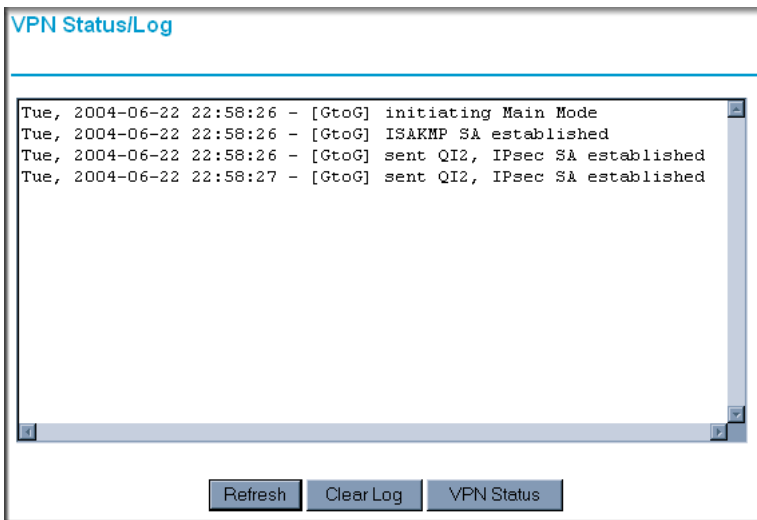 VPN Status/Log
Tue, 2004-06-22 22:58:26 - [GtoG] initiating Main Mode
Tue, 2004-06-22 22:58:26 - [GtoG] ISAKMP SA established
Tue, 2004-06-22 22:58:26 - [GtoG] sent QI2, IPsec SA established
Tue, 2004-06-22 22:58:27 - [GtoG] sent QI2, IPsec SA established
Refresh Clear Log VPN Status